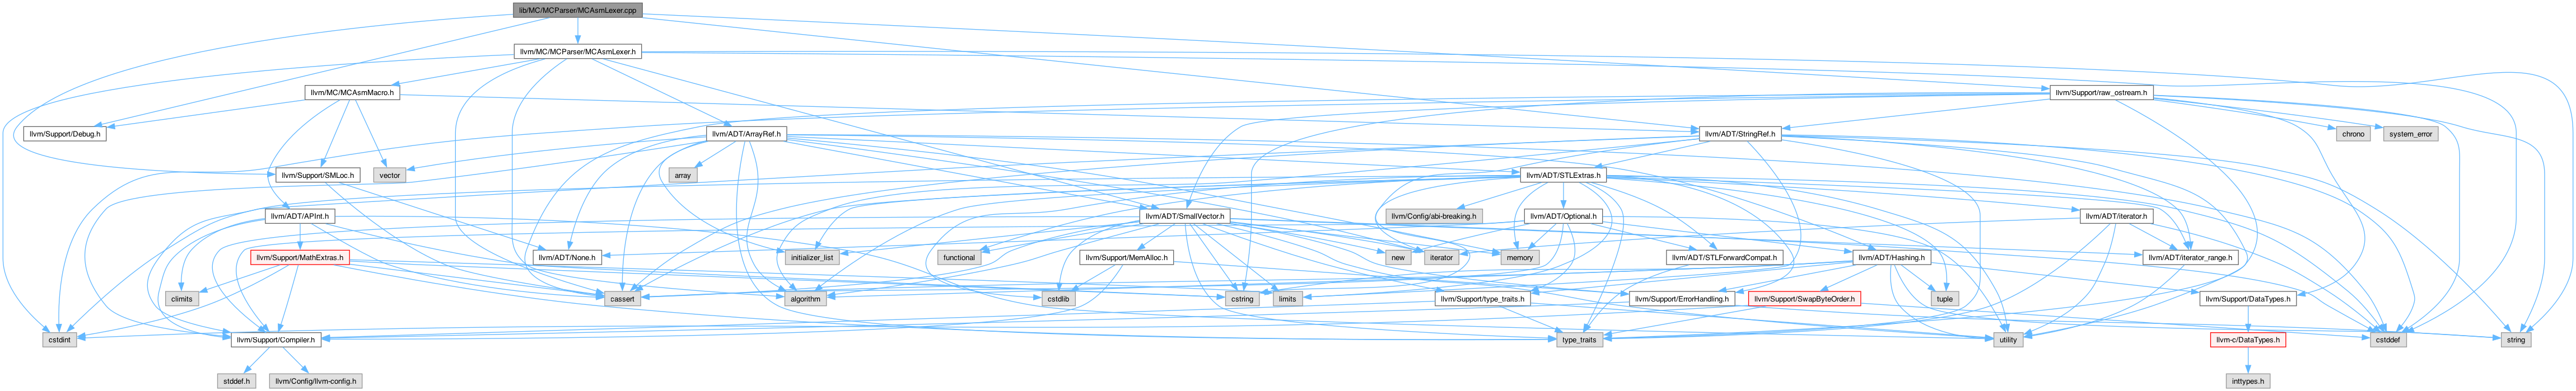 lib/MC/MCParser/MCAsmLexer.cpp
llvm/MC/MCParser/MCAsmLexer.h
llvm/MC/MCAsmMacro.h
llvm/Support/raw_ostream.h
llvm/Support/Debug.h
llvm/ADT/ArrayRef.h
llvm/ADT/StringRef.h
chrono
system_error
vector
llvm/Support/SMLoc.h
array
llvm/ADT/STLExtras.h
llvm/ADT/APInt.h
llvm/ADT/SmallVector.h
llvm/Config/abi-breaking.h
llvm/ADT/Optional.h
llvm/ADT/iterator.h
llvm/Support/MathExtras.h
llvm/ADT/None.h
initializer_list
functional
llvm/Support/MemAlloc.h
new
iterator
memory
llvm/ADT/STLForwardCompat.h
llvm/ADT/Hashing.h
llvm/ADT/iterator_range.h
climits
cassert
algorithm
cstdlib
cstring
limits
llvm/Support/type_traits.h
llvm/Support/ErrorHandling.h
llvm/Support/SwapByteOrder.h
tuple
llvm/Support/DataTypes.h
cstdint
llvm/Support/Compiler.h
type_traits
utility
llvm-c/DataTypes.h
cstddef
string
stddef.h
llvm/Config/llvm-config.h
inttypes.h